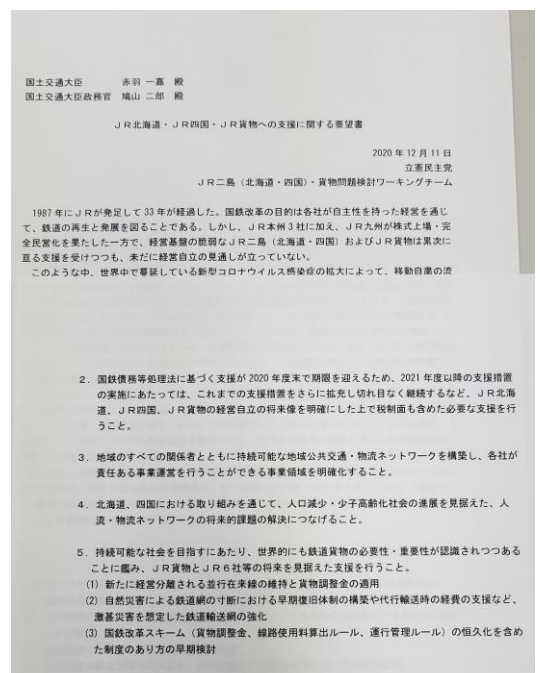 国土交通大臣　　　赤羽 一嘉 殿
国土交通大臣政務官 鳩山 二郎 殿
ＪＲ北海道・ＪＲ四国・ＪＲ貨物への支援に関する要望書
2020 年 12 月 11 日
立憲民主党
ＪＲ二島（北海道・四国）・貨物問題検討ワーキングチーム
1987 年にＪＲが発足して 33 年が経過した。国鉄改革の目的は各社が自主性を持った経営を通じ
て、鉄道の再生と発展を図ることである。しかし、ＪＲ本州３社に加え、ＪＲ九州が株式上場・完
全民営化を果たした一方で、経営基盤の脆弱なＪＲ二島（北海道・四国）およびＪＲ貨物は累次に
亘る支援を受けつつも、未だに経営自立の見通しが立っていない。
このような中、世界中で蔓延している新型コロナウイルス感染症の拡大によって、移動自粛の流
２．国鉄債務等処理法に基づく支援が 2020 年度末で期限を迎えるため、2021 年度以降の支援措置
の実施にあたっては、これまでの支援措置をさらに拡充し切れ目なく継続するなど、ＪＲ北海
道、ＪＲ四国、ＪＲ貨物の経営自立の将来像を明確にした上で税制面も含めた必要な支援を行
うこと。
３．地域のすべての関係者とともに持続可能な地域公共交通・物流ネットワークを構築し、各社が
責任ある事業運営を行うことができる事業領域を明確化すること。
４．北海道、四国における取り組みを通じて、人口減少・少子高齢化社会の進展を見据えた、人
流・物流ネットワークの将来的課題の解決につなげること。
５．持続可能な社会を目指すにあたり、世界的にも鉄道貨物の必要性・重要性が認識されつつある
ことに鑑み、ＪＲ貨物とＪＲ６社等の将来を見据えた支援を行うこと。
(1) 新たに経営分離される並行在来線の維持と貨物調整金の適用
(2) 自然災害による鉄道網の寸断における早期復旧体制の構築や代行輸送時の経費の支援など、
激甚災害を想定した鉄道輸送網の強化
(3) 国鉄改革スキーム（貨物調整金、線路使用料算出ルール、運行管理ルール）の恒久化を含め
た制度のあり方の早期検討